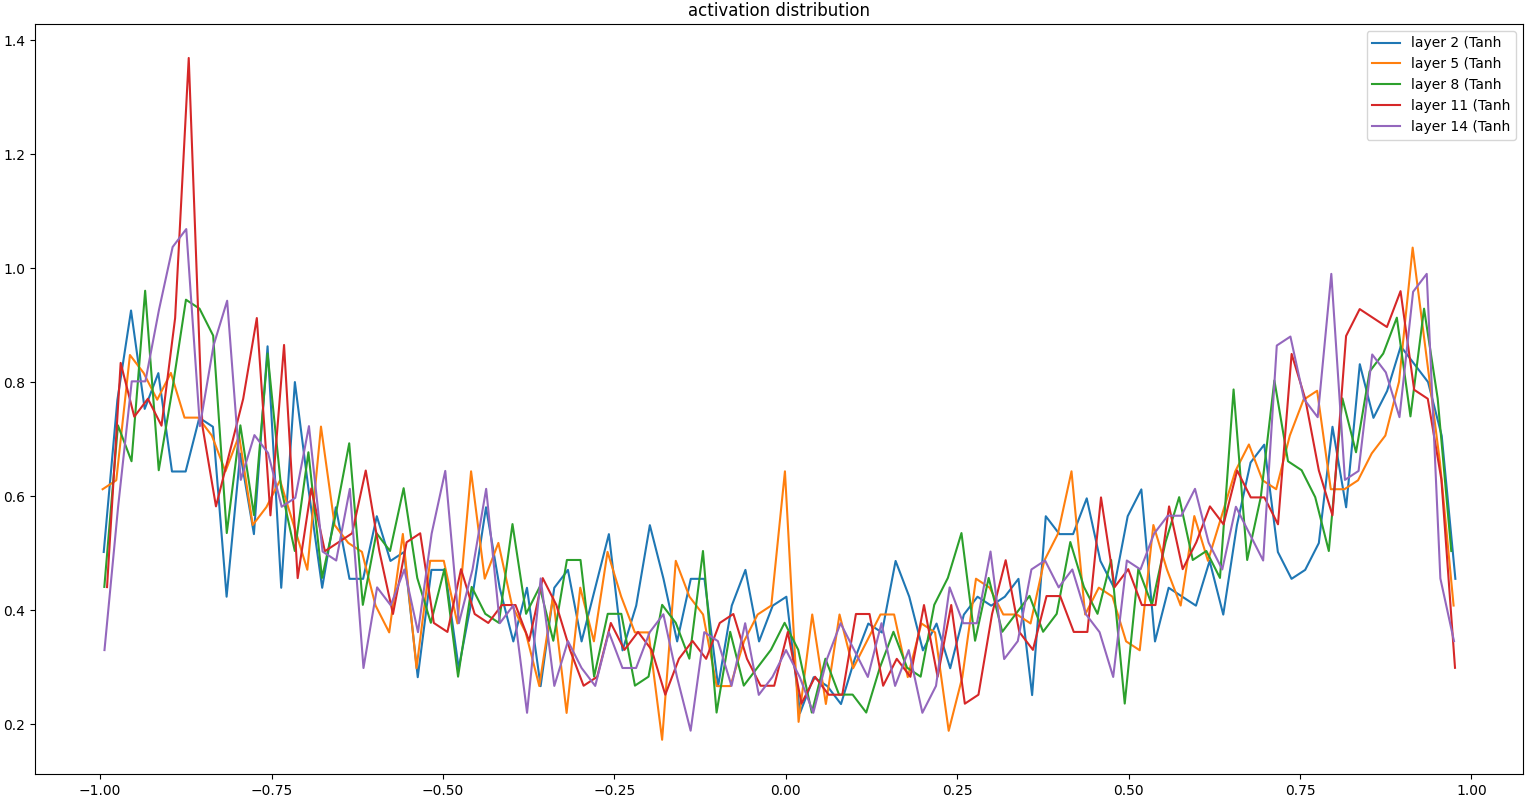 activation distribution
1.4
1.2
1.0
0.8
0.6
0.4
0.2
layer 2 (Tanh
layer 5 (Tanh
layer 8 (Tanh
layer 11 (Tanh
layer 14 (Tanh
−1.00 −0.75 −0.50 −0.25 0.00 0.25 0.50 0.75 1.00